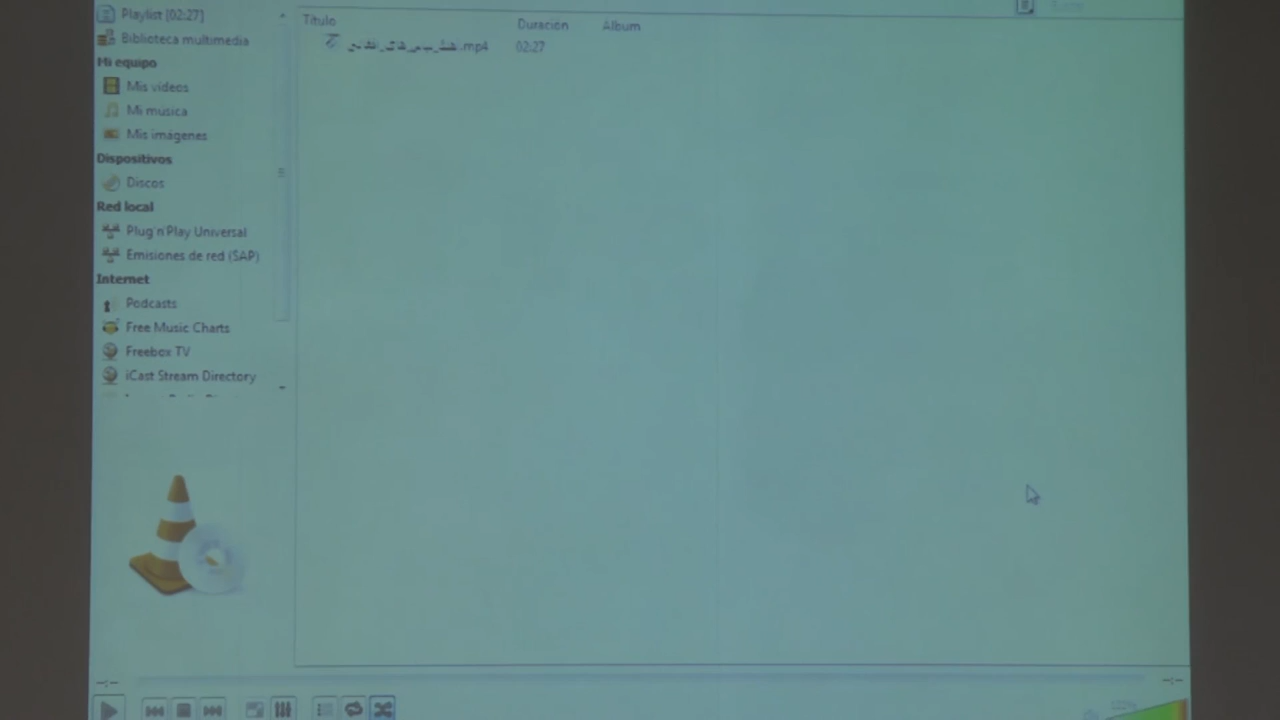 Playlist [02:27]
Biblioteca multimedia
Mi equipo
Mis vídeos
Mi música
Mis imágenes
Dispositivos
Discos
Red local
Plug'n'Play Universal
Emisiones de red (SAP)
Internet
Podcasts
Free Music Charts
Freebox TV
iCast Stream Directory
Título Duración Álbum
.mp4 02:27
--:-- --:--